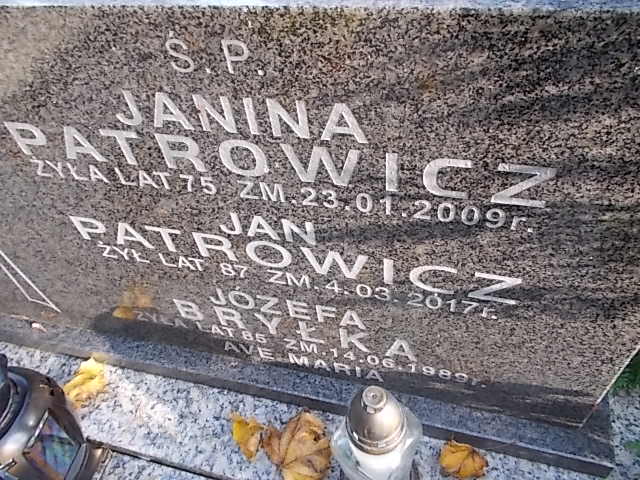 Ś.P.
JANINA
PATROWICZ
ŻYŁA LAT 75 ZM.23.01.2009r.
JAN
PATROWICZ
ŻYŁ LAT 87 ZM.4.03.2017r.
JÓZEFA
BRYŁKA
ŻYŁA LAT 85 ZM.14.06.1989r.
AVE MARIA